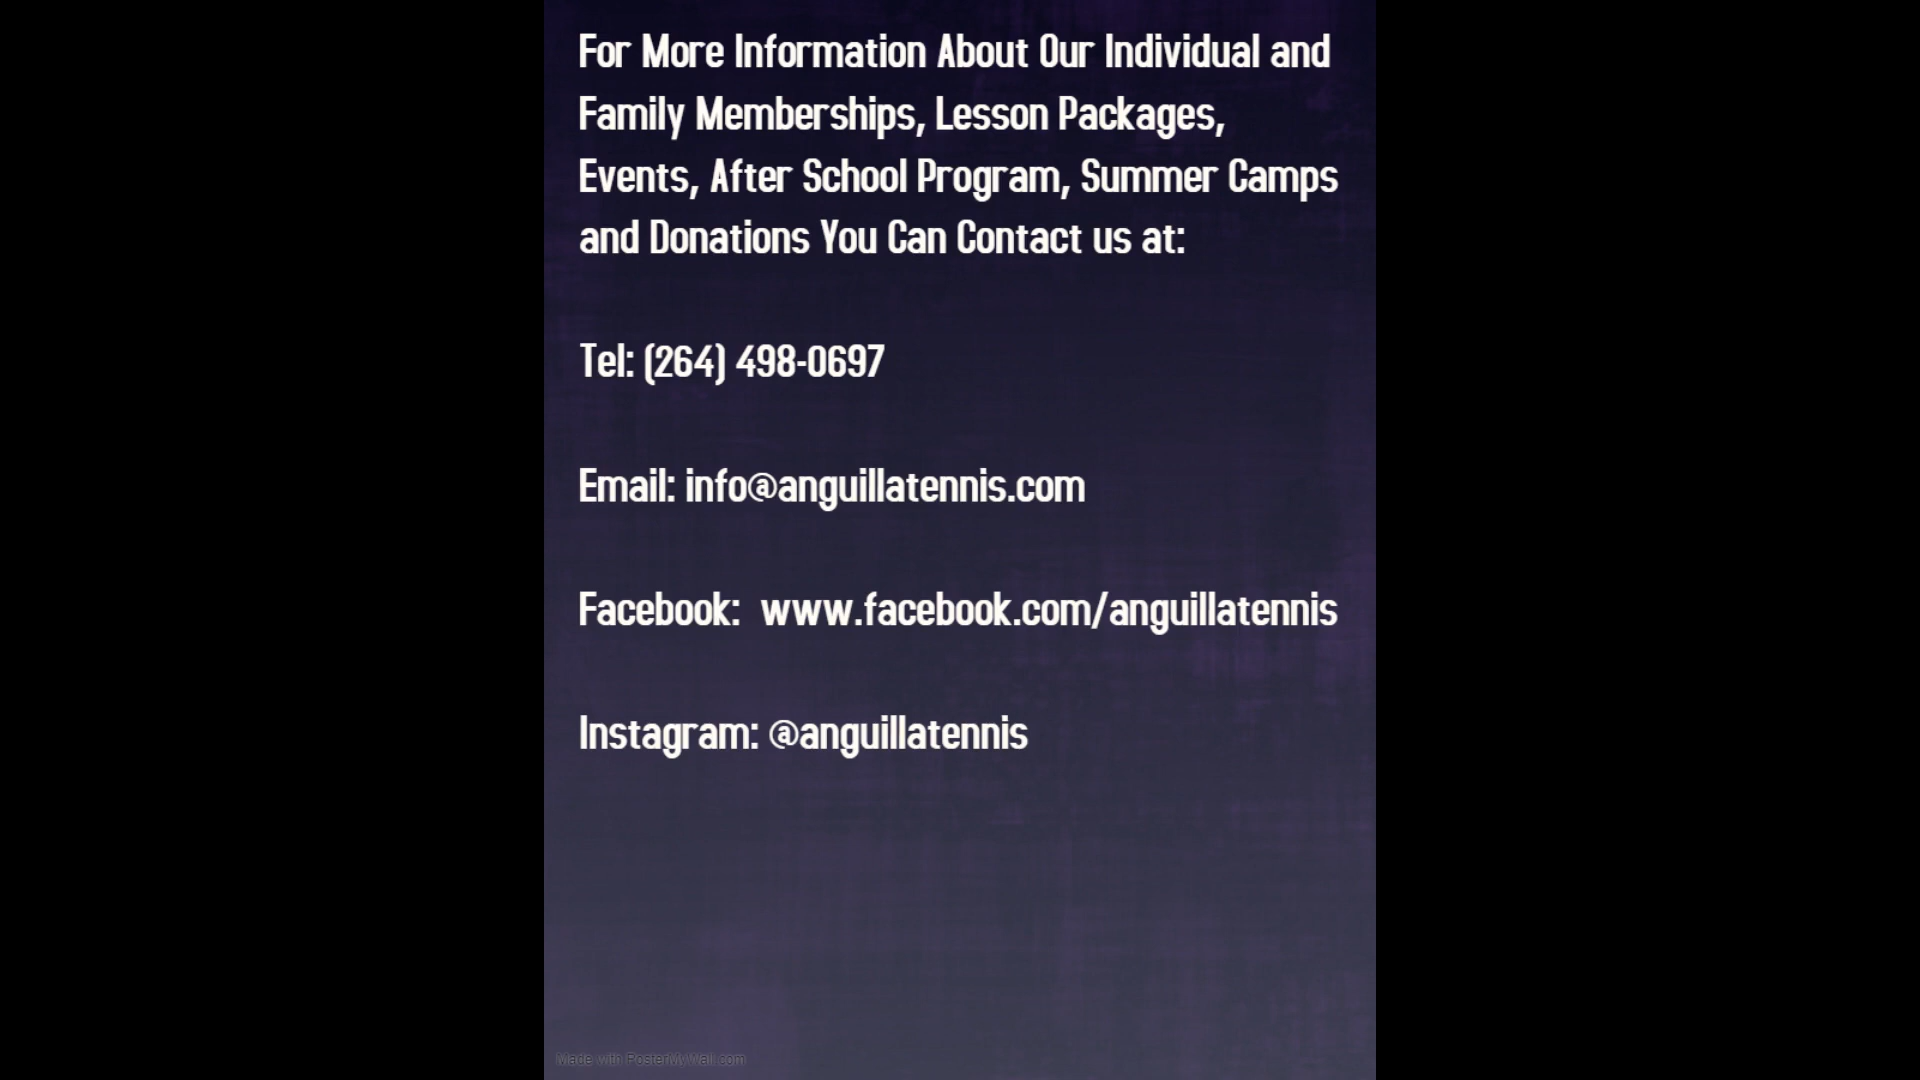 For More Information About Our Individual and
Family Memberships, Lesson Packages,
Events, After School Program, Summer Camps
and Donations You Can Contact us at:
Tel: (264) 498-0697
Email: info@anguillatennis.com
Facebook:  www.facebook.com/anguillatennis
Instagram: @anguillatennis
Made with PosterMyWall.com